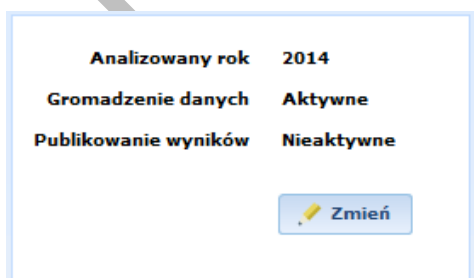 Analizowany rok 2014
Gromadzenie danych Aktywne
Publikowanie wyników Nieaktywne
Zmień